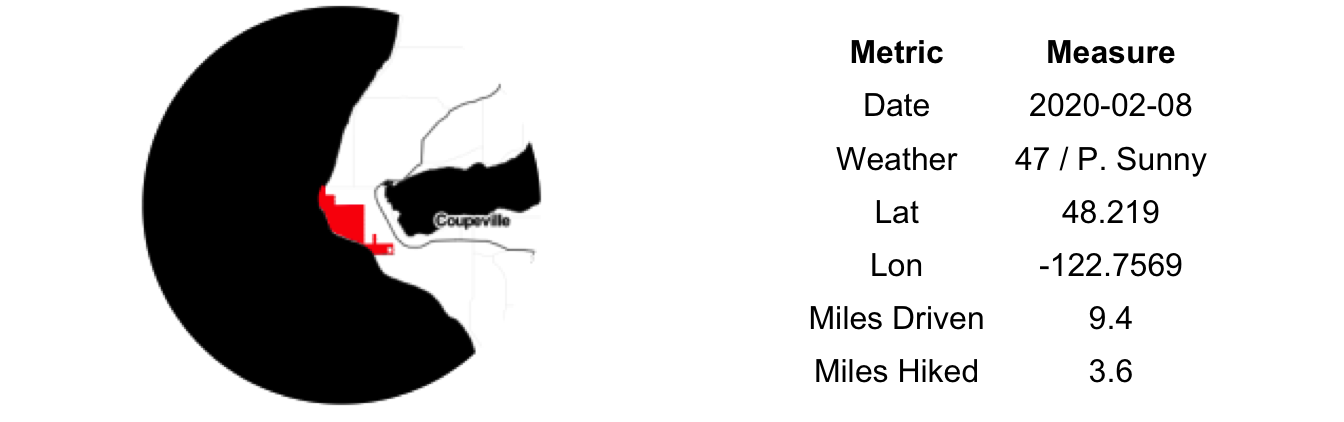 Coupeville
Metric Measure
Date 2020-02-08
Weather 47 / P. Sunny
Lat 48.219
Lon -122.7569
Miles Driven 9.4
Miles Hiked 3.6